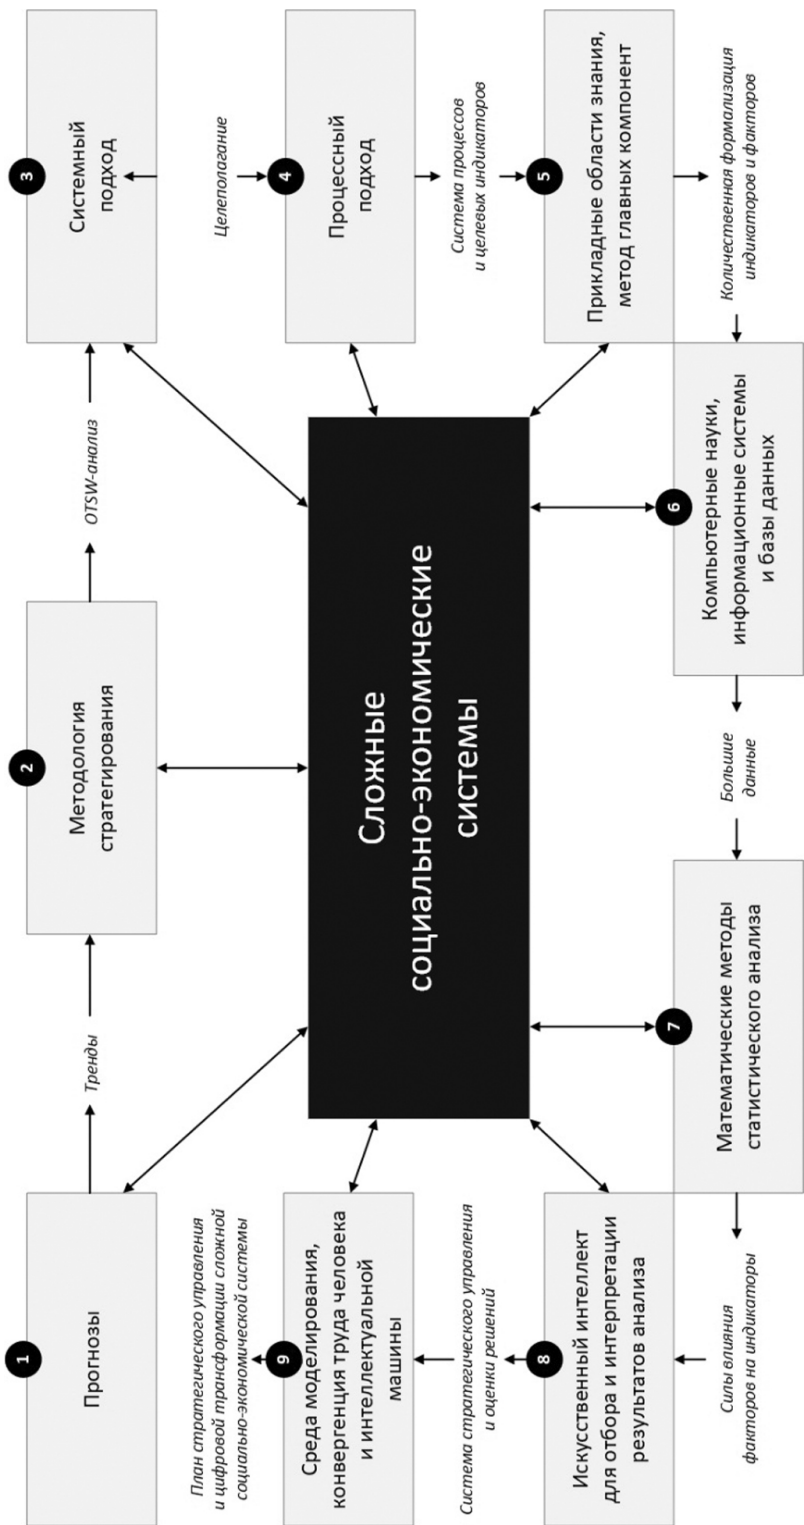 1
Прогнозы
Тренды
2
Методология
стратегирования
OTSW-анализ
3
Системный
подход
Целеполагание
4
Процессный
подход
Система процессов
и целевых индикаторов
5
Прикладные области знания,
метод главных компонент
Количественная формализация
индикаторов и факторов
6
Компьютерные науки,
информационные системы
и базы данных
Большие
данные
7
Математические методы
статистического анализа
Силы влияния
факторов на индикаторы
8
Искусственный интеллект
для отбора и интерпретации
результатов анализа
Система стратегического управления
и оценки решений
9
Среда моделирования,
конвергенция труда человека
и интеллектуальной
машины
План стратегического управления
и цифровой трансформации сложной
социально-экономической системы
Сложные
социально-экономические
системы